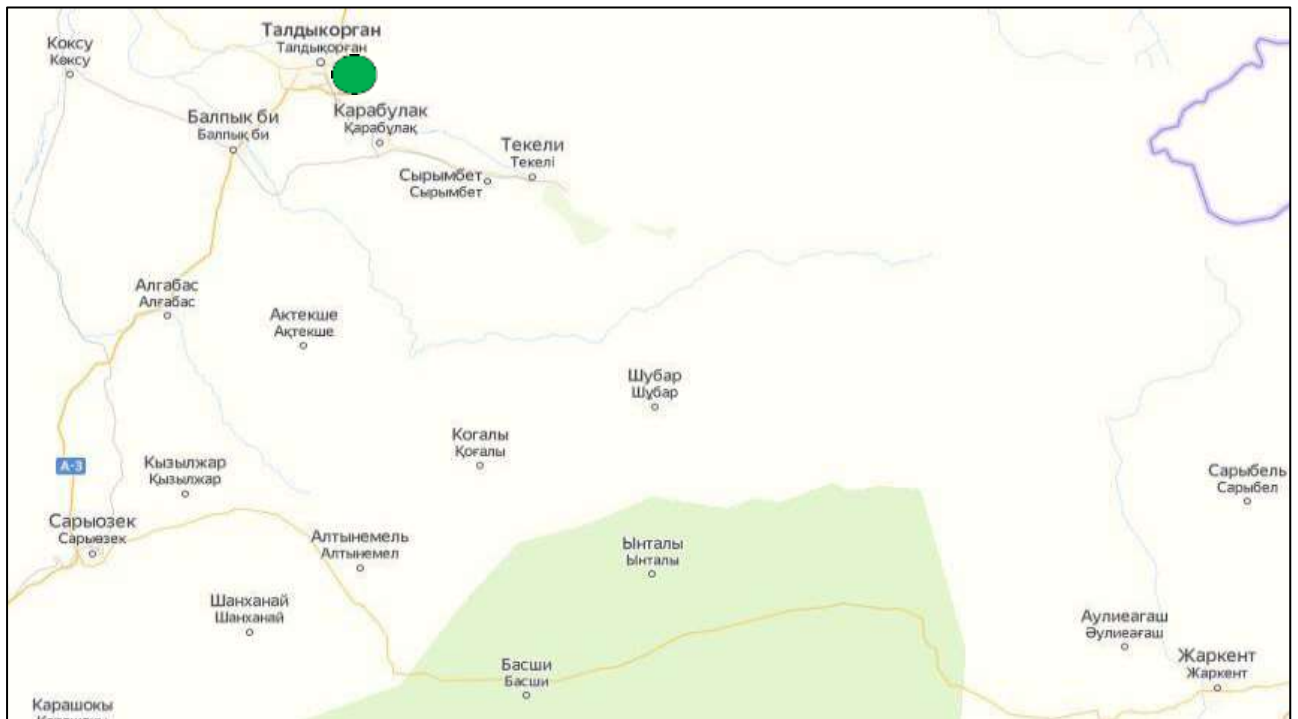 Талдыкорган
Талдықорған
Коксу
Көксу
Балпык би
Балпық би
Карабулак
Қарабұлақ
Текели
Текелі
Сырымбет
Сырымбет
Алгабас
Алғабас
Актекше
Ақтекше
Шубар
Шұбар
Когалы
Қоғалы
А-3
Кызылжар
Қызылжар
Сарыбель
Сарыбел
Сарыозек
Сарыөзек
Алтынемель
Алтынемел
Ынталы
Ынталы
Шанханай
Шанханай
Аулиеагаш
Әулиеағаш
Басши
Басши
Жаркент
Жаркент
Карашокы